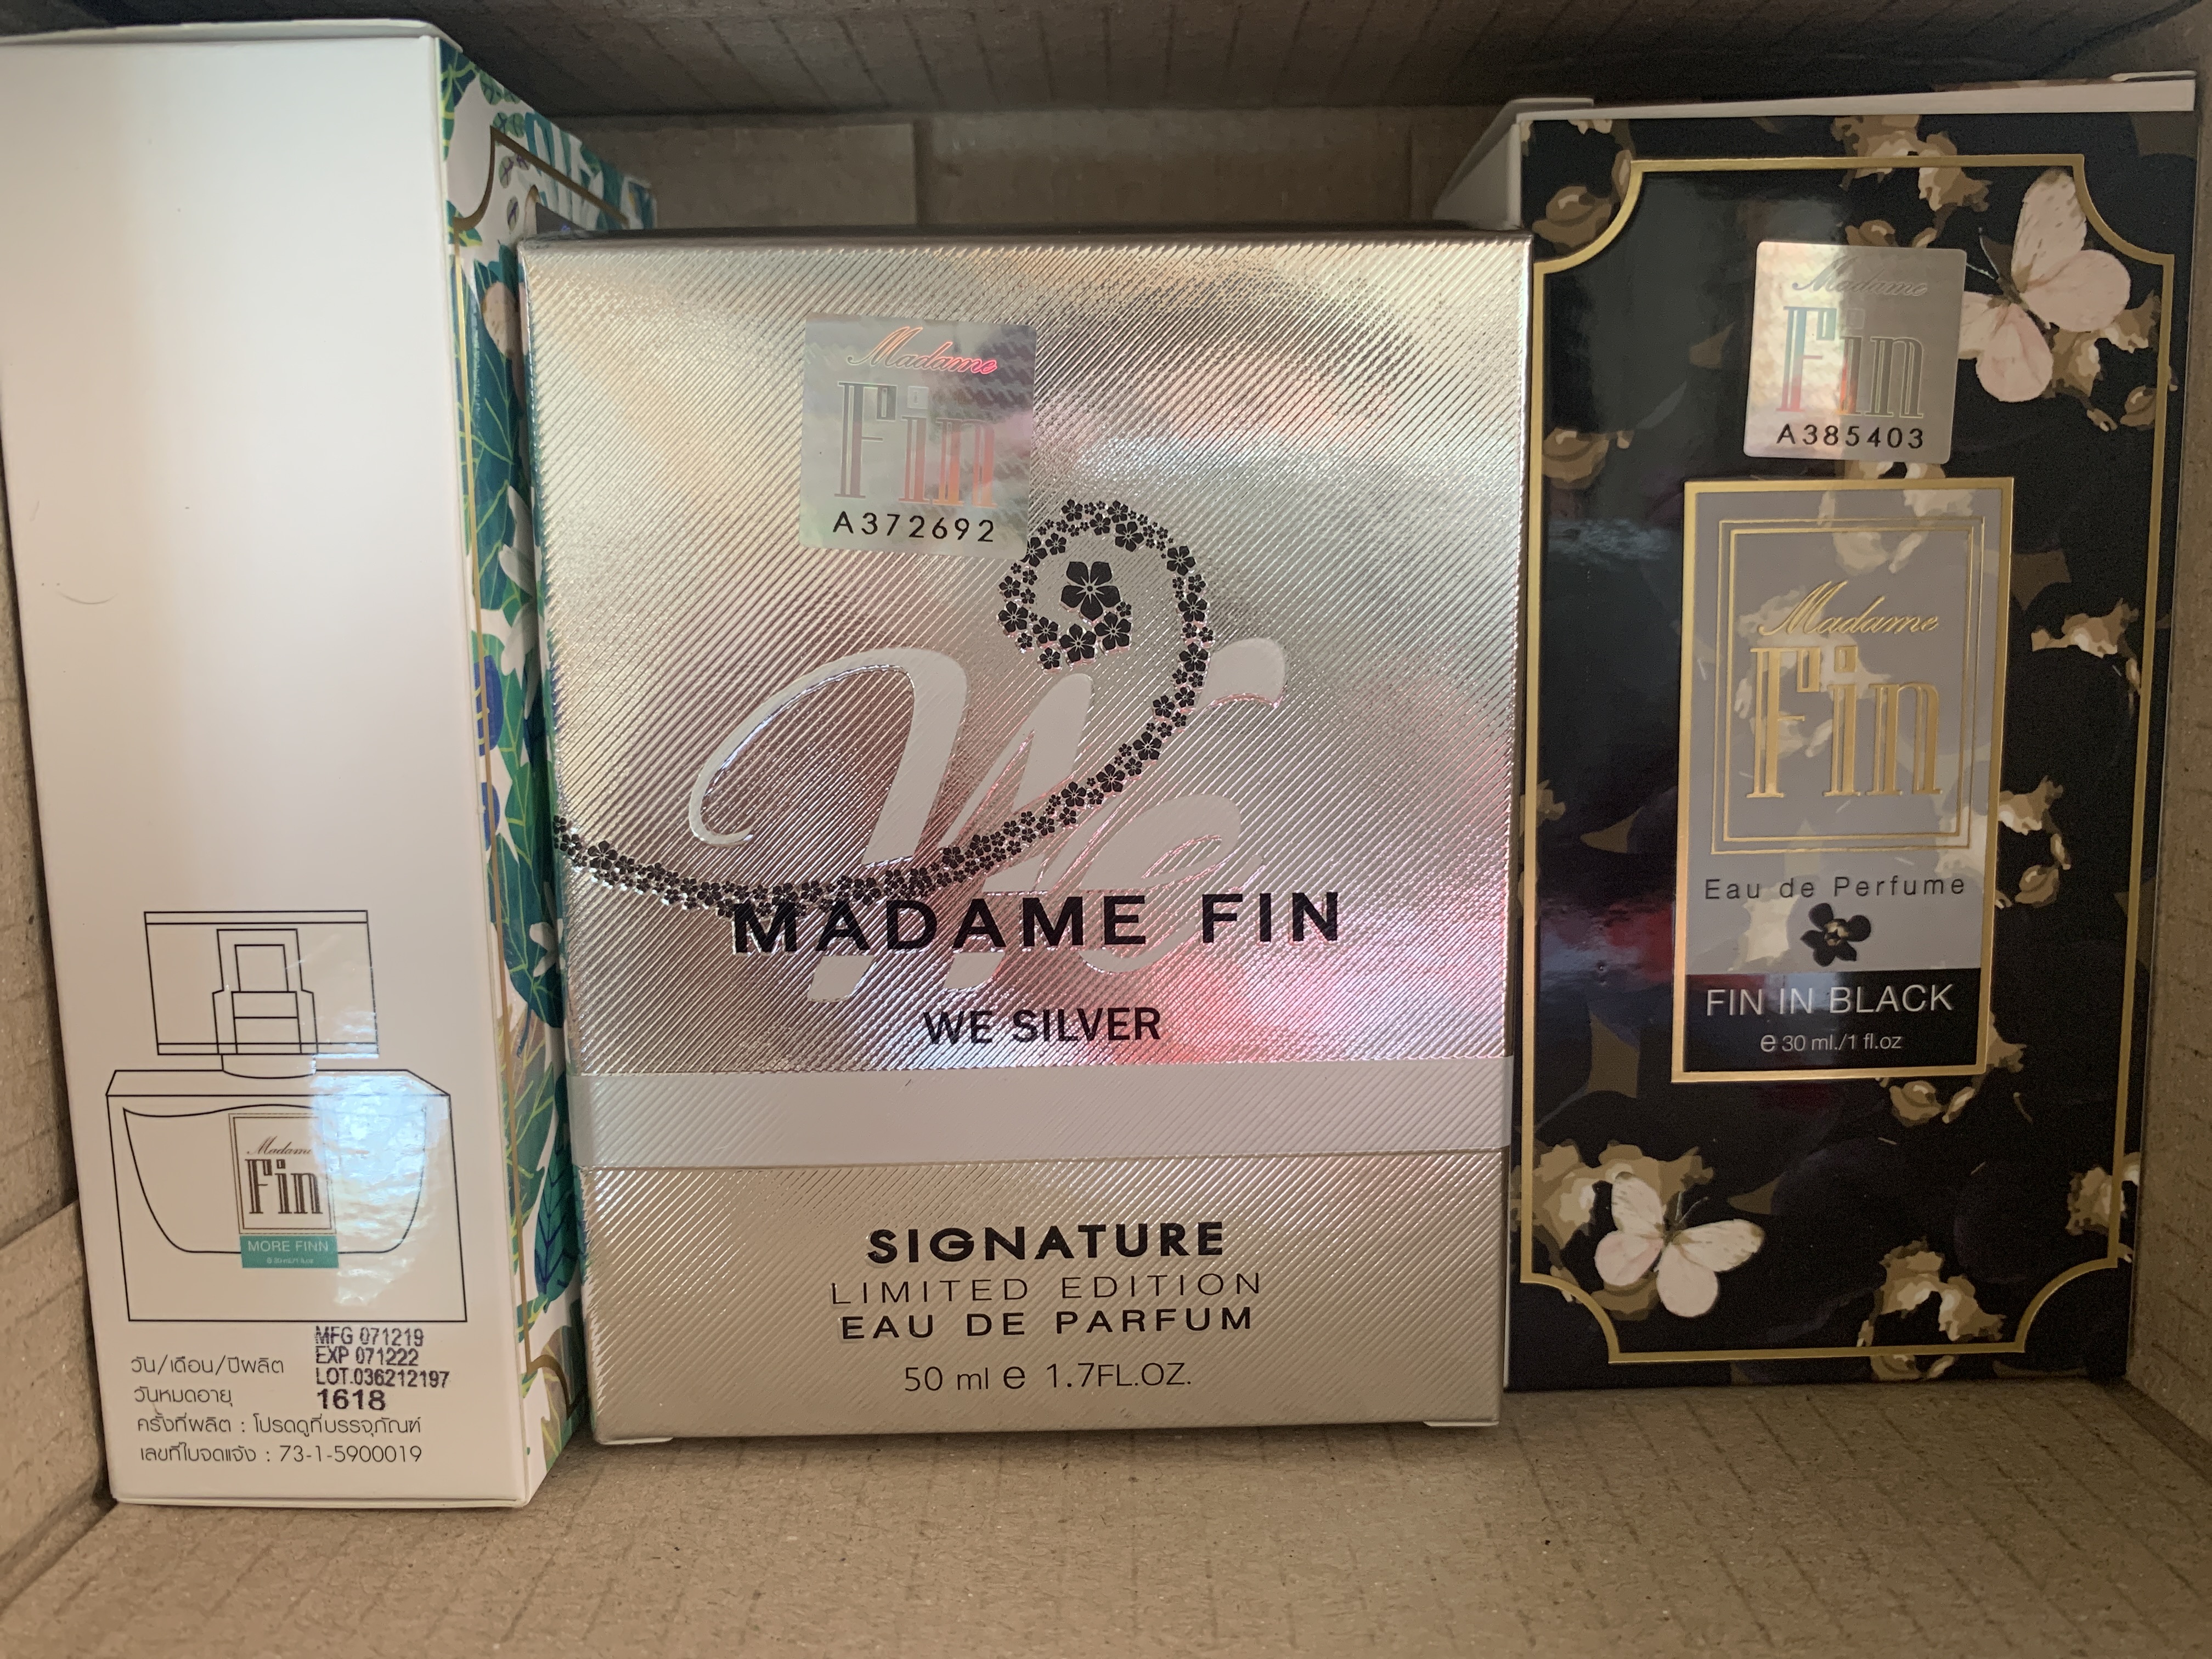 Madame
Fin
MORE FINN
MFG 071219
EXP 071222
LOT.036212197
1618
วัน/เดือน/ปีผลิต
วันหมดอายุ
ครั้งที่ผลิต : โปรดดูที่บรรจุภัณฑ์
เลขที่ใบจดแจ้ง : 73-1-5900019
Madame
Fin
A372692
We
MADAME FIN
WE SILVER
SIGNATURE
LIMITED EDITION
EAU DE PARFUM
50 ml e 1.7FL.OZ.
Madame
Fin
A385403
Madame
Fin
Eau de Perfume
FIN IN BLACK
e 30 ml./1 fl.oz